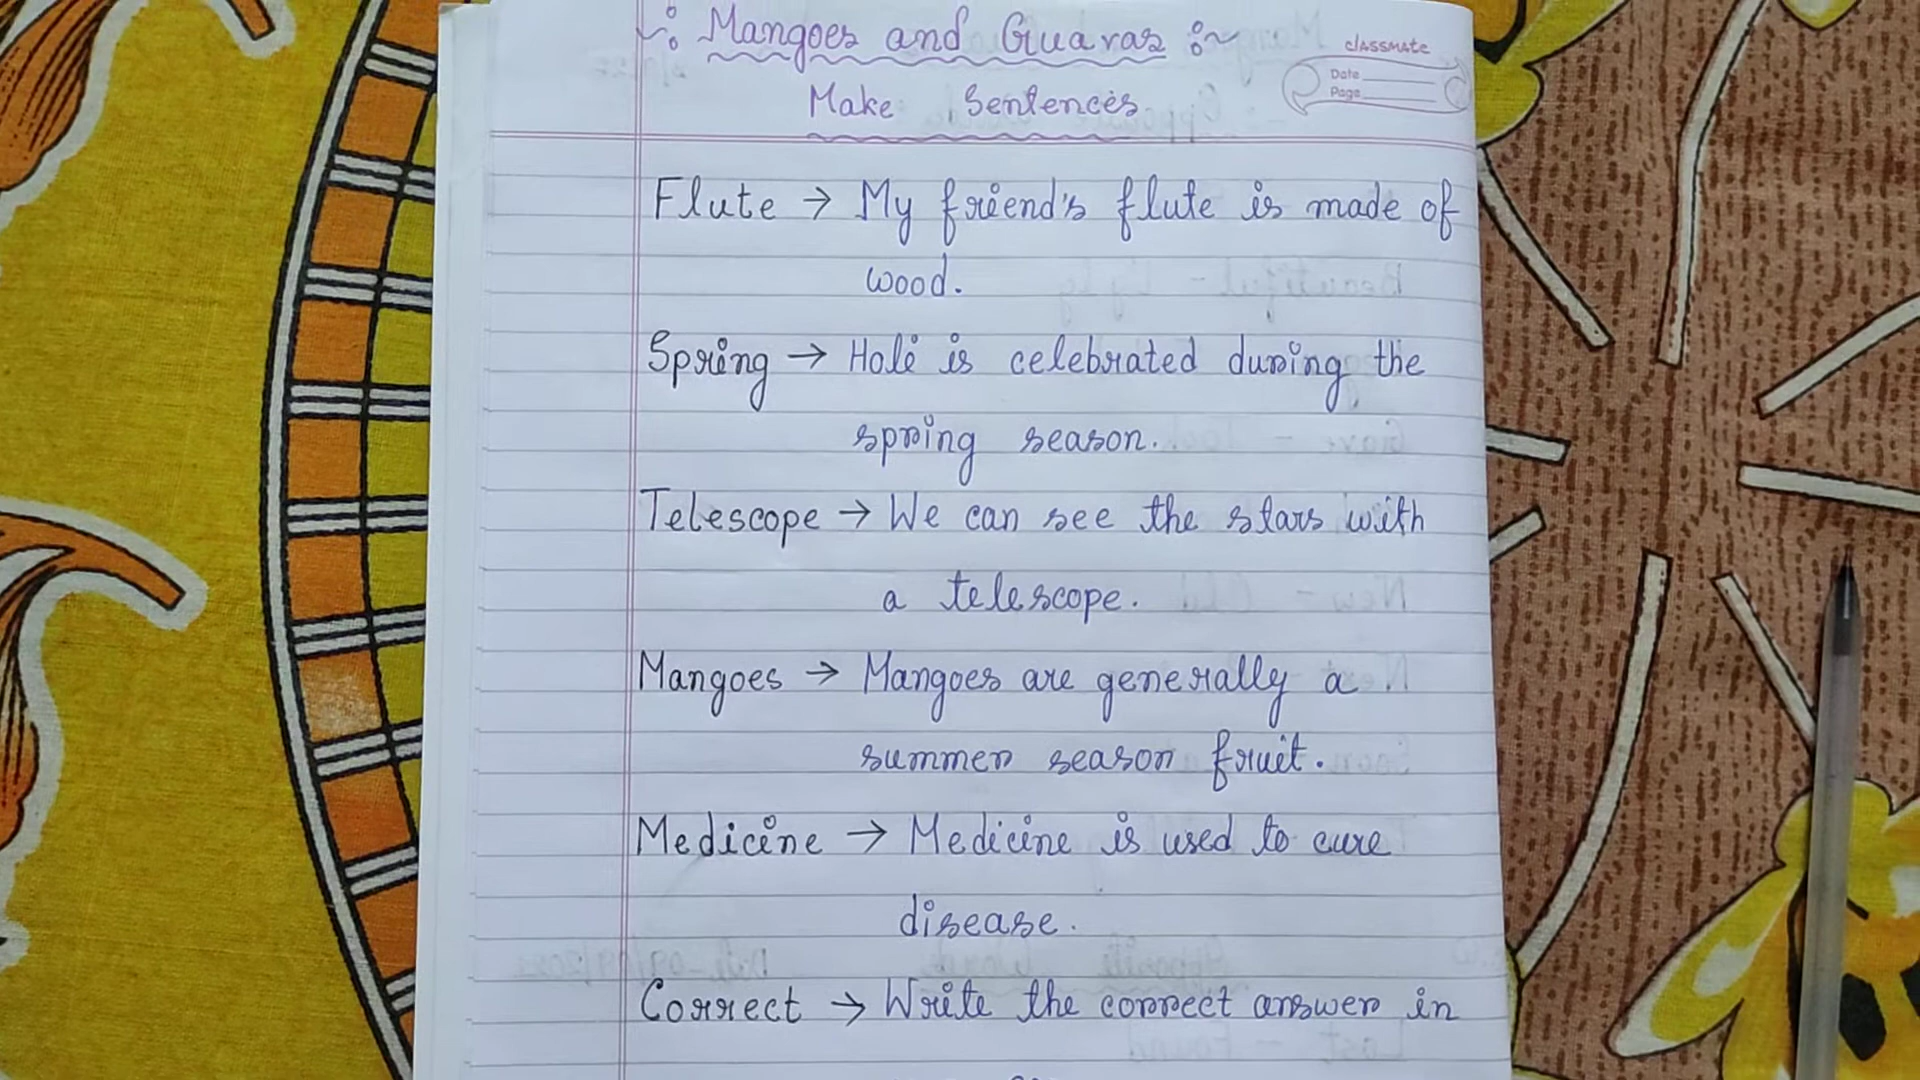 -: Mangoes and Guavas :-
classmate
Date
Page
Make Sentences
Flute → My friend's flute is made of
wood.
Spring → Holi is celebrated during the
spring season.
Telescope → We can see the stars with
a telescope.
Mangoes → Mangoes are generally a
summer season fruit.
Medicine → Medicine is used to cure
disease.
Correct → Write the correct answer in